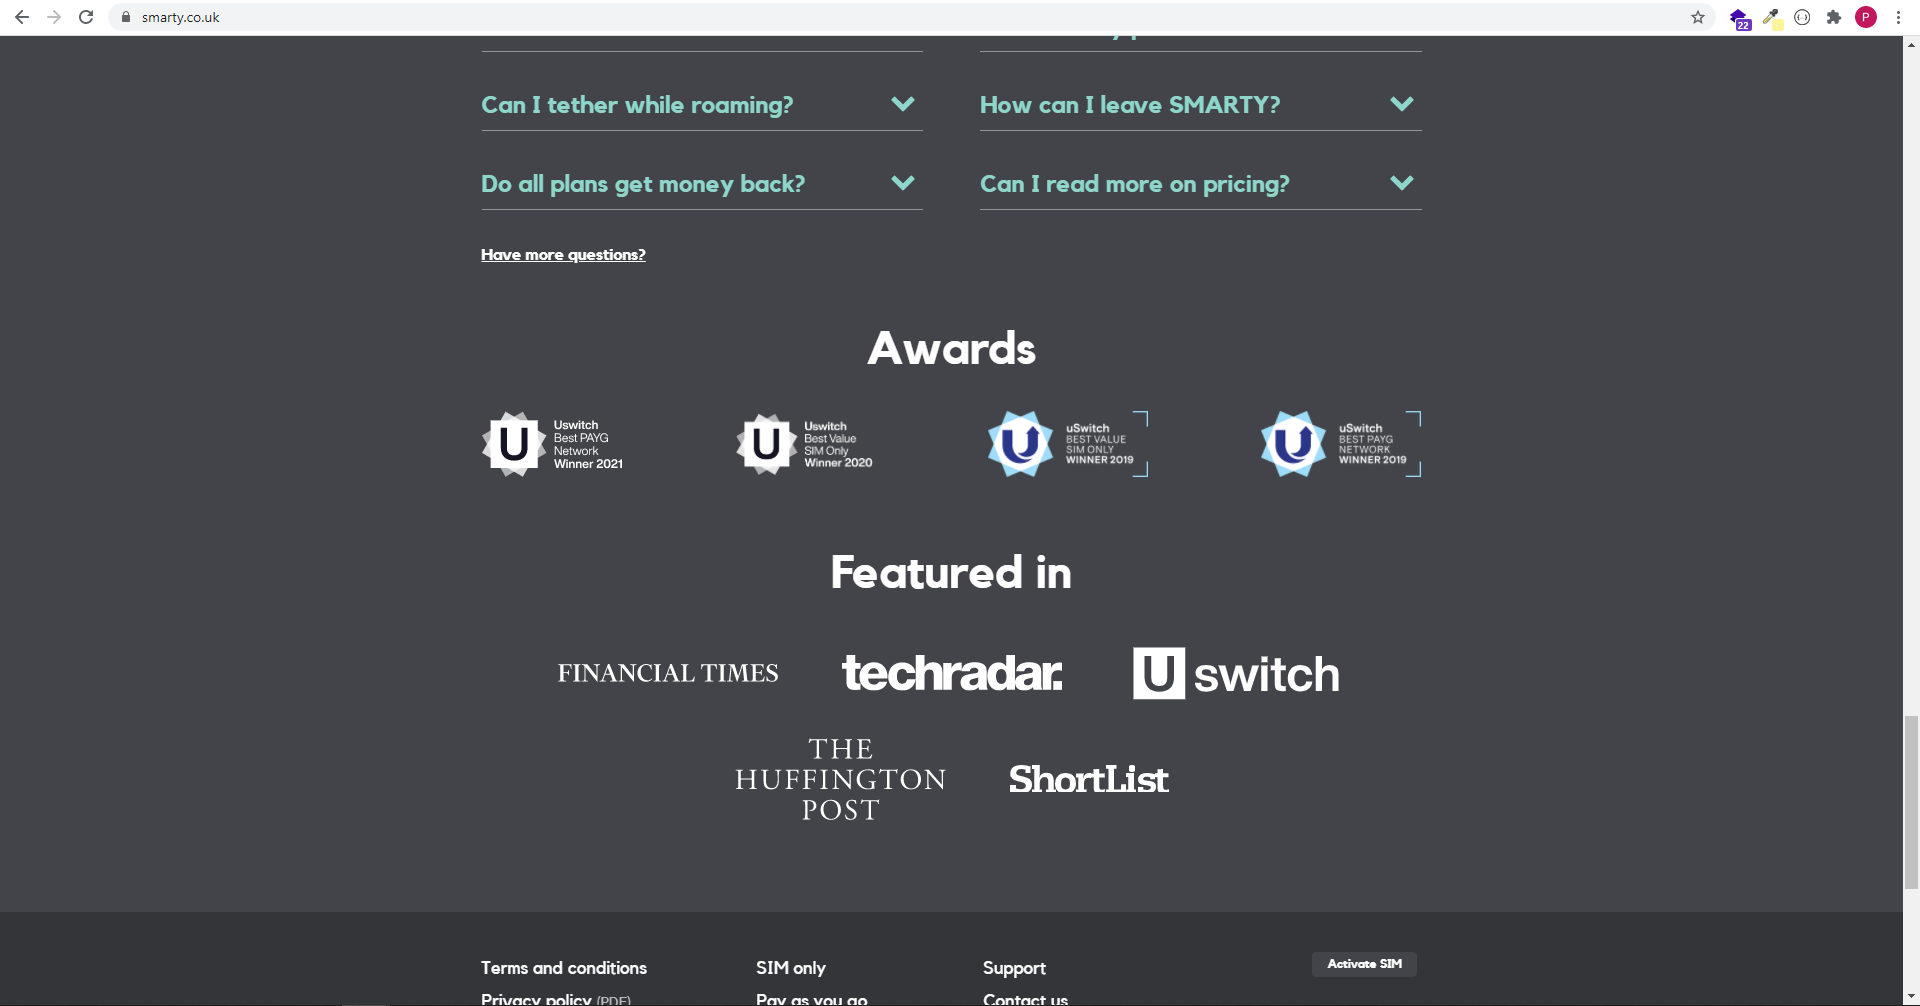 smarty.co.uk
22
P
Can I tether while roaming?
How can I leave SMARTY?
Do all plans get money back?
Can I read more on pricing?
Have more questions?
Awards
U
Uswitch
Best PAYG
Network
Winner 2021
U
Uswitch
Best Value
SIM Only
Winner 2020
U
uSwitch
BEST VALUE
SIM ONLY
WINNER 2019
U
uSwitch
BEST PAYG
NETWORK
WINNER 2019
Featured in
FINANCIAL TIMES
techradar.
Uswitch
THE
HUFFINGTON
POST
ShortList
Terms and conditions
SIM only
Support
Activate SIM
Privacy policy (PDF)
Pay as you go
Contact us